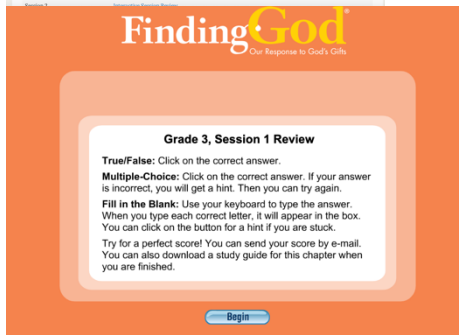 Session 1 Interactive Session Review
Finding God
Our Response to God's Gifts
Grade 3, Session 1 Review
True/False: Click on the correct answer.
Multiple-Choice: Click on the correct answer. If your answer
is incorrect, you will get a hint. Then you can try again.
Fill in the Blank: Use your keyboard to type the answer.
When you type each correct letter, it will appear in the box.
You can click on the button for a hint if you are stuck.
Try for a perfect score! You can send your score by e-mail.
You can also download a study guide for this chapter when
you are finished.
Begin